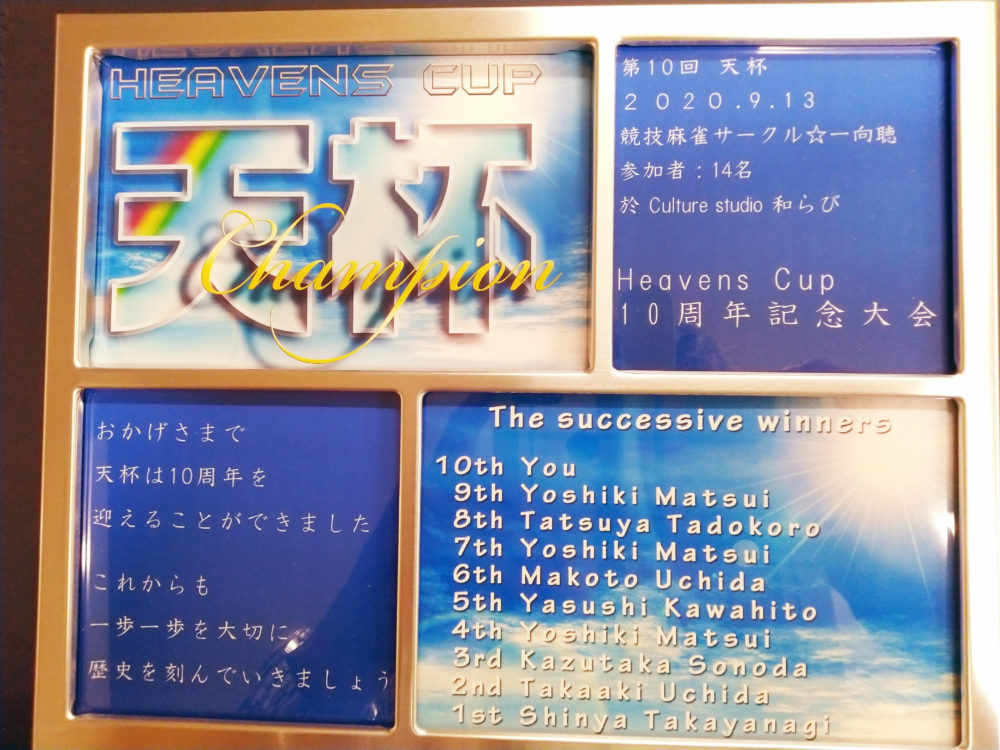 HEAVENS CUP
天杯
Champion
第10回 天杯
２０２０.９.１３
競技麻雀サークル☆一向聴
参加者：14名
於 Culture studio 和らび
Heavens Cup
10周年記念大会
おかげさまで
天杯は10周年を
迎えることができました
これからも
一歩一歩を大切に
歴史を刻んでいきましょう
The successive winners
10th You
9th Yoshiki Matsui
8th Tatsuya Tadokoro
7th Yoshiki Matsui
6th Makoto Uchida
5th Yasushi Kawahito
4th Yoshiki Matsui
3rd Kazutaka Sonoda
2nd Takaaki Uchida
1st Shinya Takayanagi